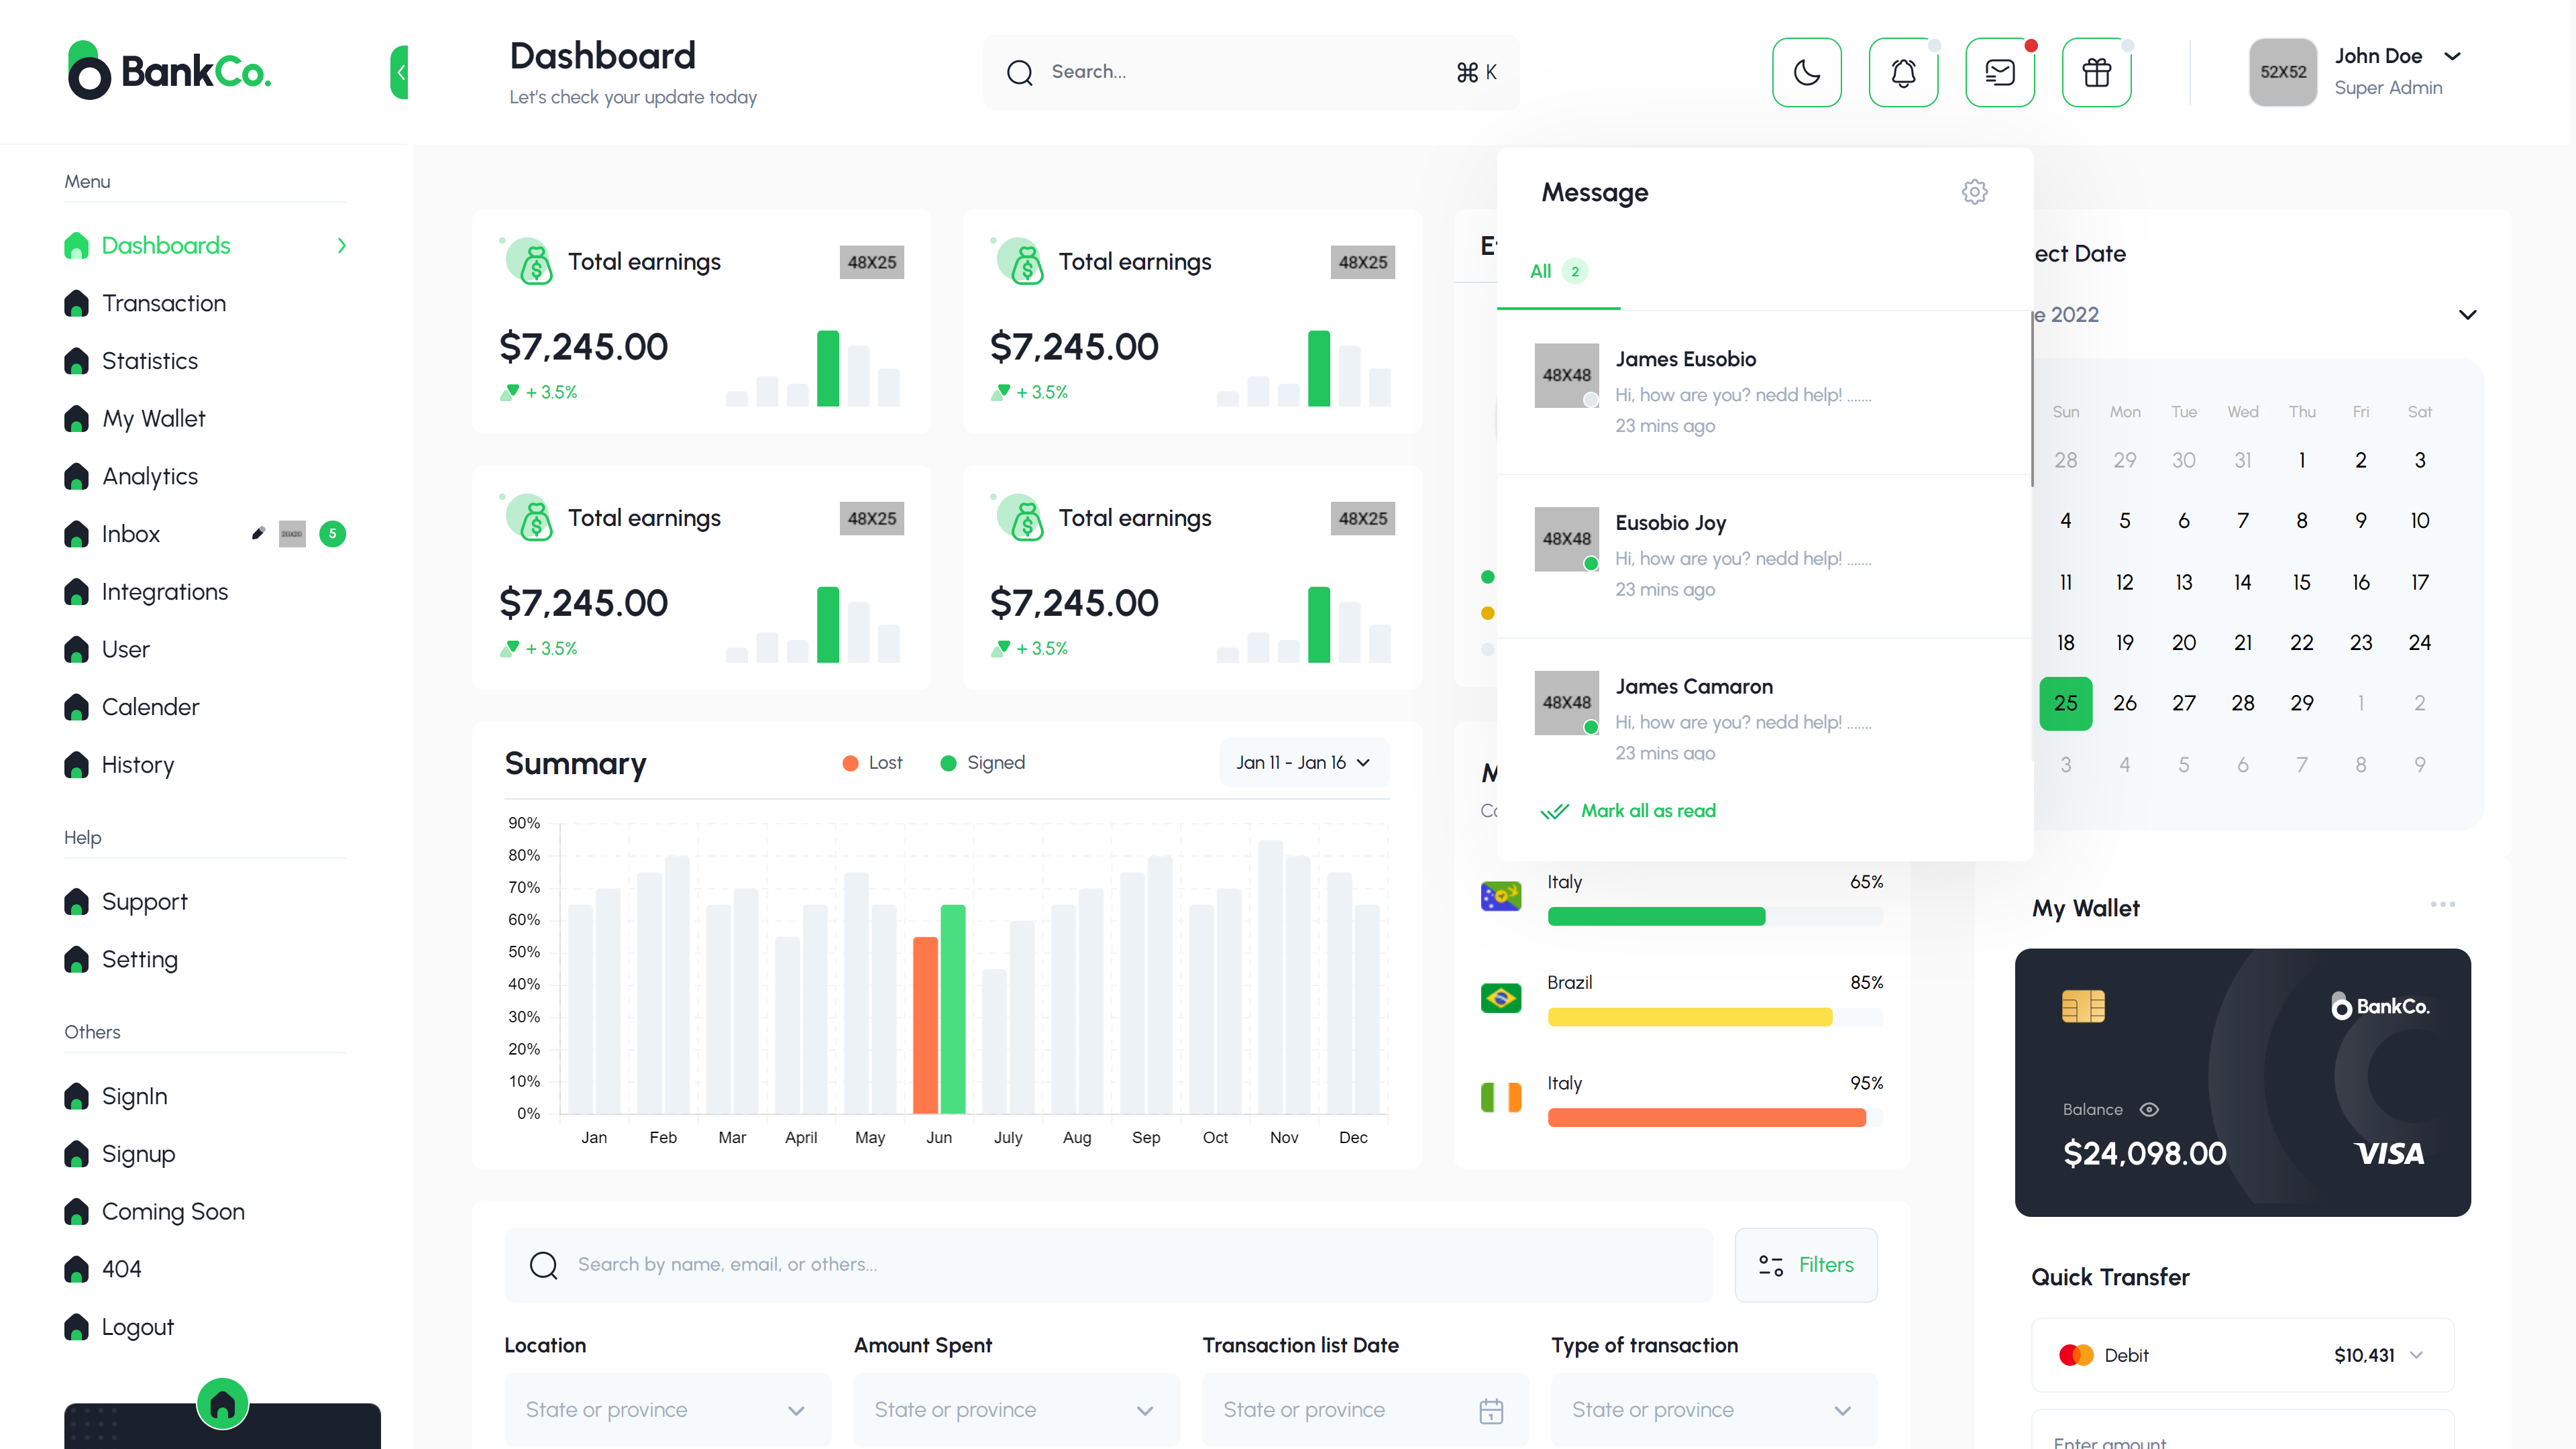 BankCo.
Dashboard
Let's check your update today
Search...
⌘ K
52X52
John Doe
Super Admin
Menu
Dashboards
Transaction
Statistics
My Wallet
Analytics
Inbox
20X20
5
Integrations
User
Calender
History
Help
Support
Setting
Others
SignIn
Signup
Coming Soon
404
Logout
Total earnings
48X25
$7,245.00
+ 3.5%
Total earnings
48X25
$7,245.00
+ 3.5%
Total earnings
48X25
$7,245.00
+ 3.5%
Total earnings
48X25
$7,245.00
+ 3.5%
Message
All 2
48X48
James Eusobio
Hi, how are you? nedd help! .......
23 mins ago
48X48
Eusobio Joy
Hi, how are you? nedd help! .......
23 mins ago
48X48
James Camaron
Hi, how are you? nedd help! .......
23 mins ago
Mark all as read
ect Date
e 2022
Sun Mon Tue Wed Thu Fri Sat
28 29 30 31 1 2 3
4 5 6 7 8 9 10
11 12 13 14 15 16 17
18 19 20 21 22 23 24
25 26 27 28 29 1 2
3 4 5 6 7 8 9
Summary
Lost
Signed
Jan 11 - Jan 16
90%
80%
70%
60%
50%
40%
30%
20%
10%
0%
Jan Feb Mar April May Jun July Aug Sep Oct Nov Dec
M
Co
Italy 65%
Brazil 85%
Italy 95%
My Wallet
BankCo.
Balance
$24,098.00
VISA
Quick Transfer
Debit
$10,431
Enter amount
Search by name, email, or others...
Filters
Location
State or province
Amount Spent
State or province
Transaction list Date
State or province
Type of transaction
State or province